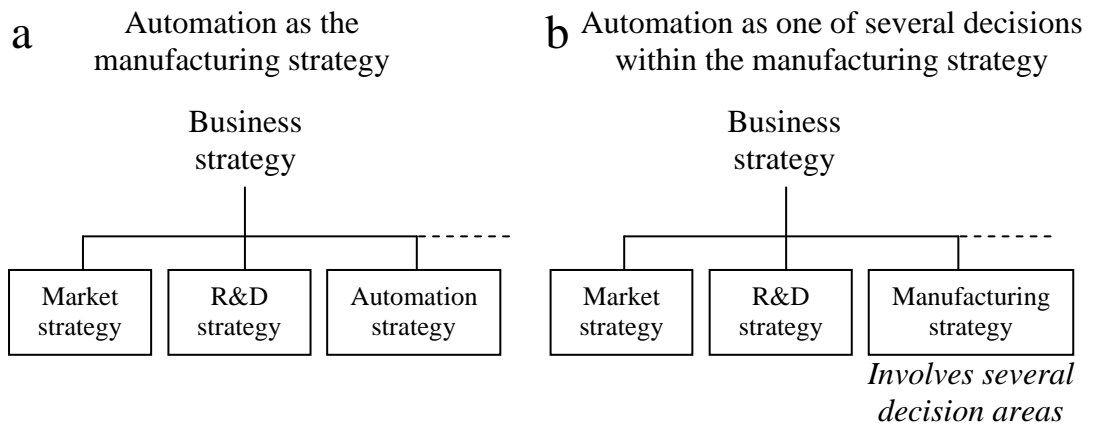 a
Automation as the
manufacturing strategy
Business
strategy
Market
strategy
R&D
strategy
Automation
strategy
b
Automation as one of several decisions
within the manufacturing strategy
Business
strategy
Market
strategy
R&D
strategy
Manufacturing
strategy
Involves several
decision areas